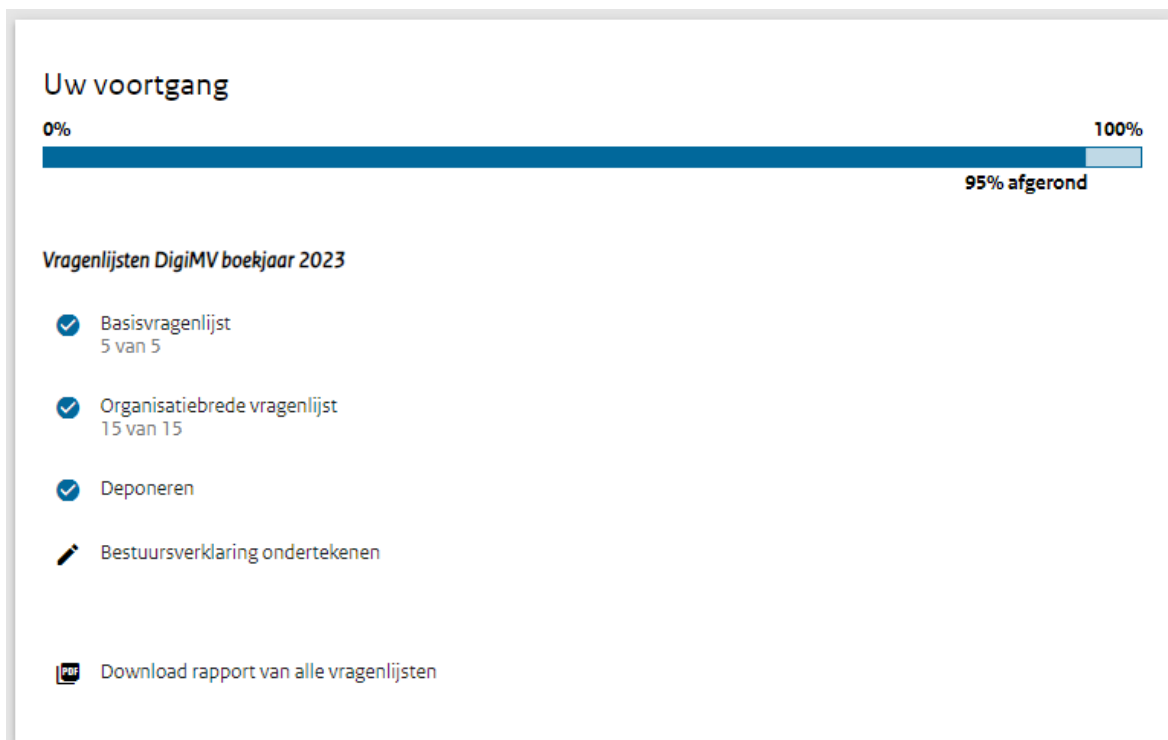 Uw voortgang
0% 100%
95% afgerond
Vragenlijsten DigiMV boekjaar 2023
Basisvragenlijst
5 van 5
Organisatiebrede vragenlijst
15 van 15
Deponeren
Bestuursverklaring ondertekenen
PDF Download rapport van alle vragenlijsten